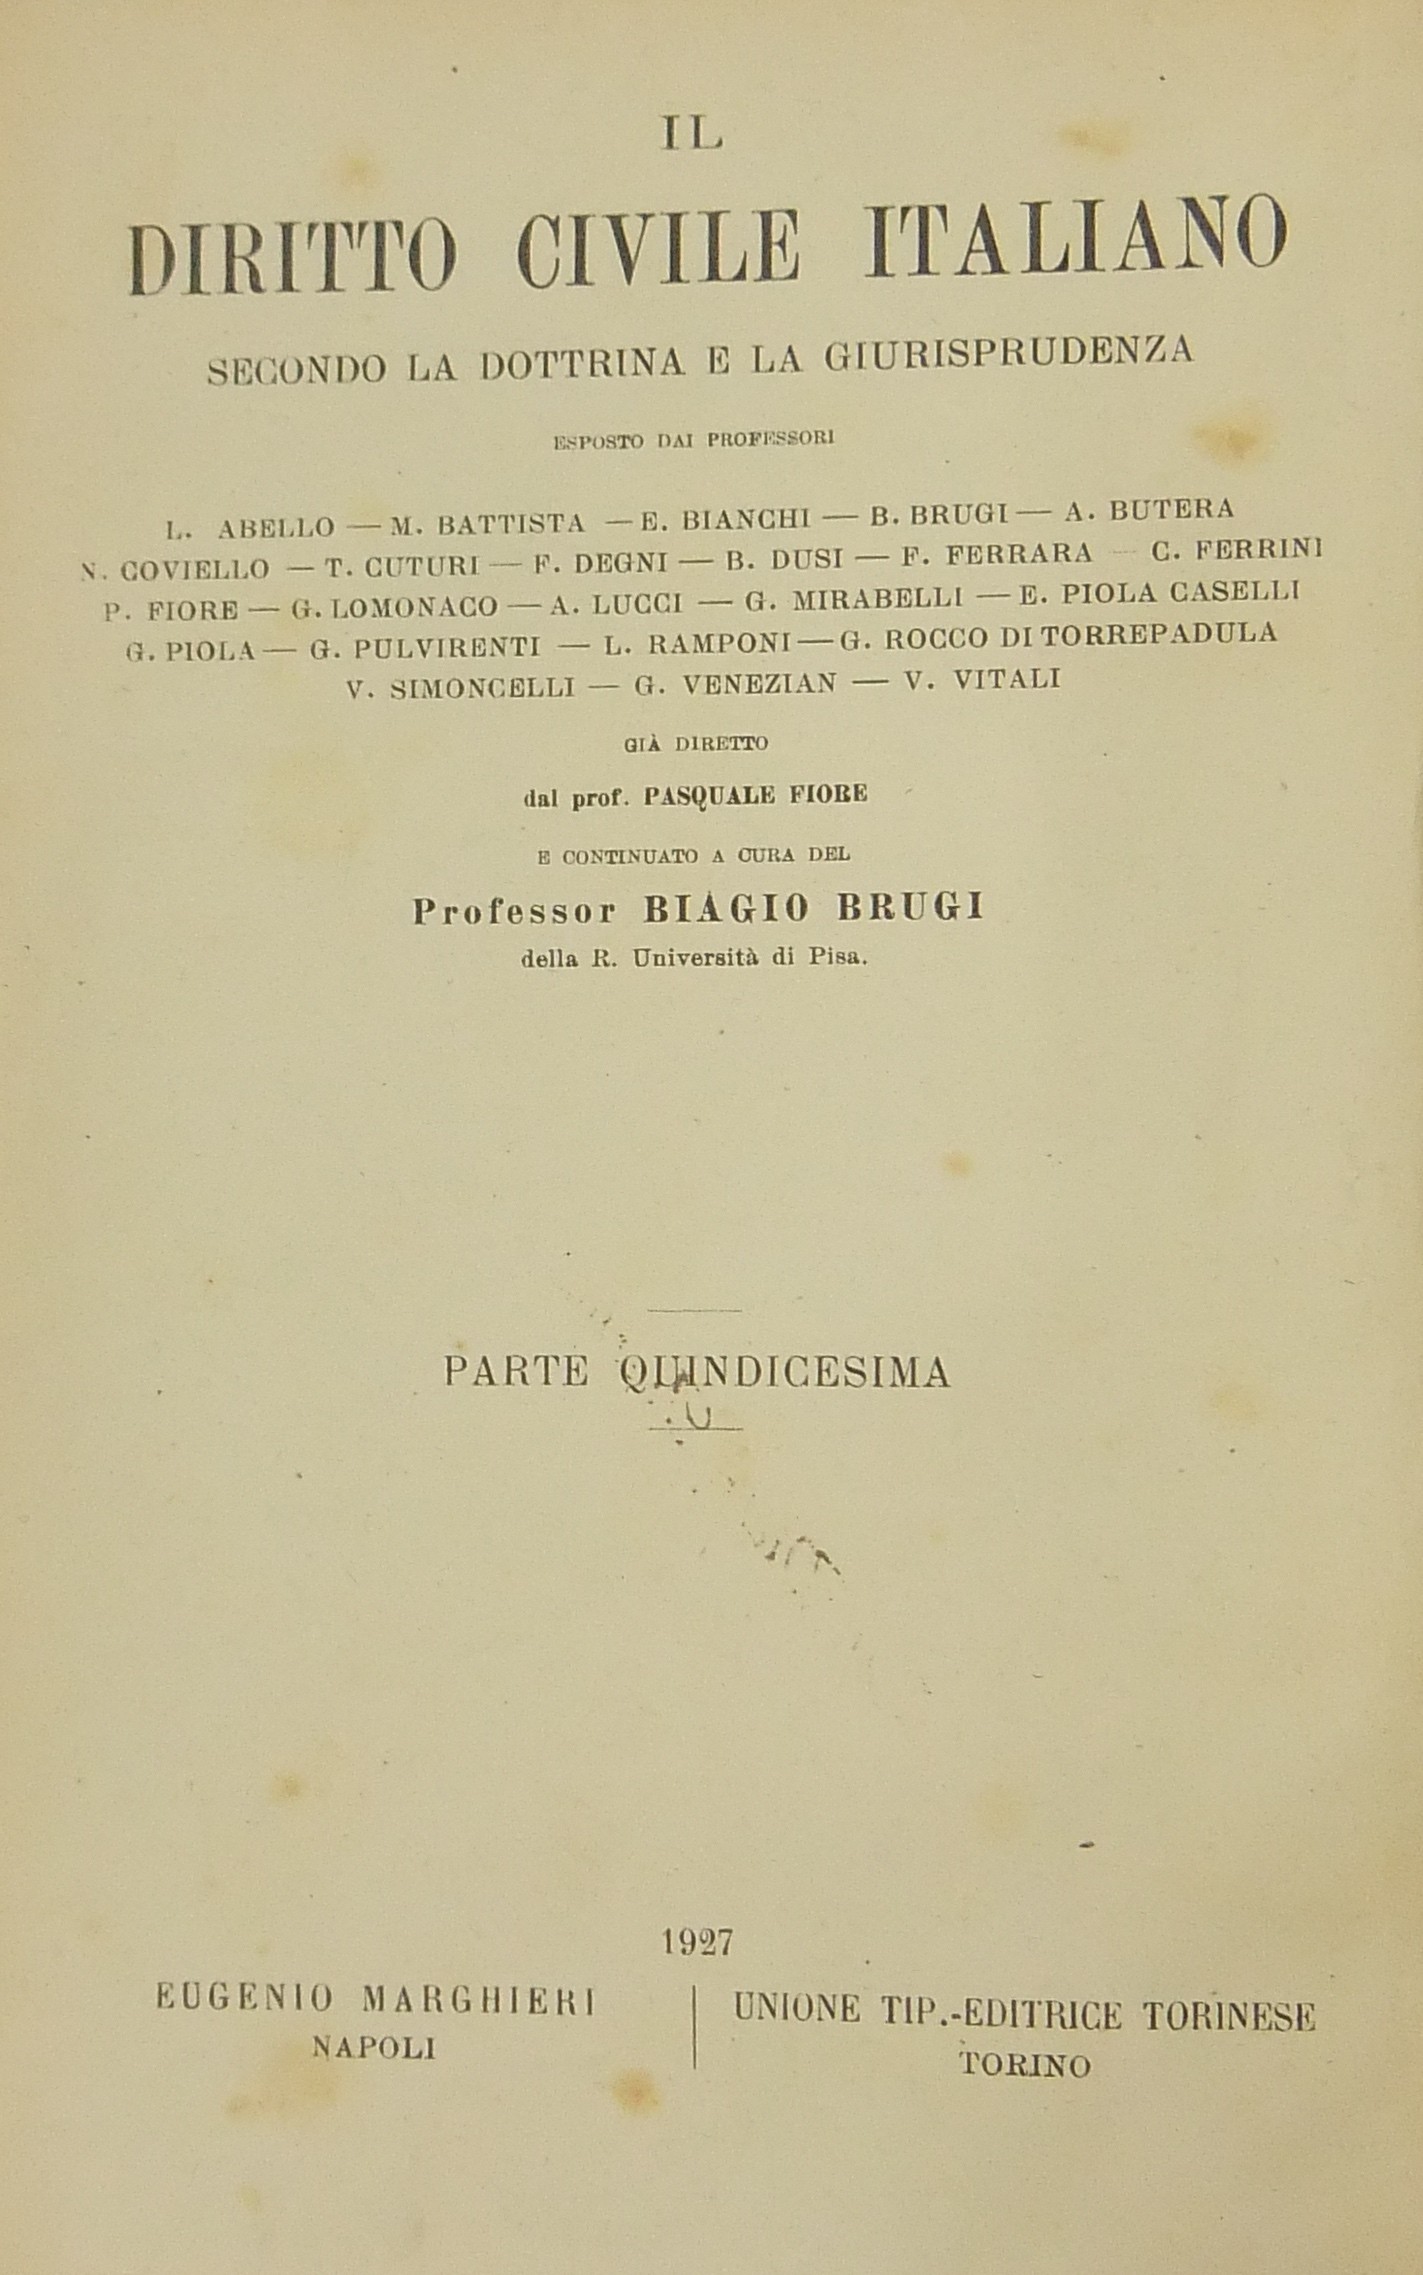 IL
DIRITTO CIVILE ITALIANO
SECONDO LA DOTTRINA E LA GIURISPRUDENZA
ESPOSTO DAI PROFESSORI
L. ABELLO — M. BATTISTA — E. BIANCHI — B. BRUGI — A. BUTERA
N. COVIELLO — T. CUTURI — F. DEGNI — B. DUSI — F. FERRARA — C. FERRINI
P. FIORE — G. LOMONACO — A. LUCCI — G. MIRABELLI — E. PIOLA CASELLI
G. PIOLA — G. PULVIRENTI — L. RAMPONI — G. ROCCO DI TORREPADULA
V. SIMONCELLI — G. VENEZIAN — V. VITALI
GIÀ DIRETTO
dal prof. PASQUALE FIORE
E CONTINUATO A CURA DEL
Professor BIAGIO BRUGI
della R. Università di Pisa.
PARTE QUINDICESIMA
1927
EUGENIO MARGHIERI
NAPOLI
UNIONE TIP.-EDITRICE TORINESE
TORINO